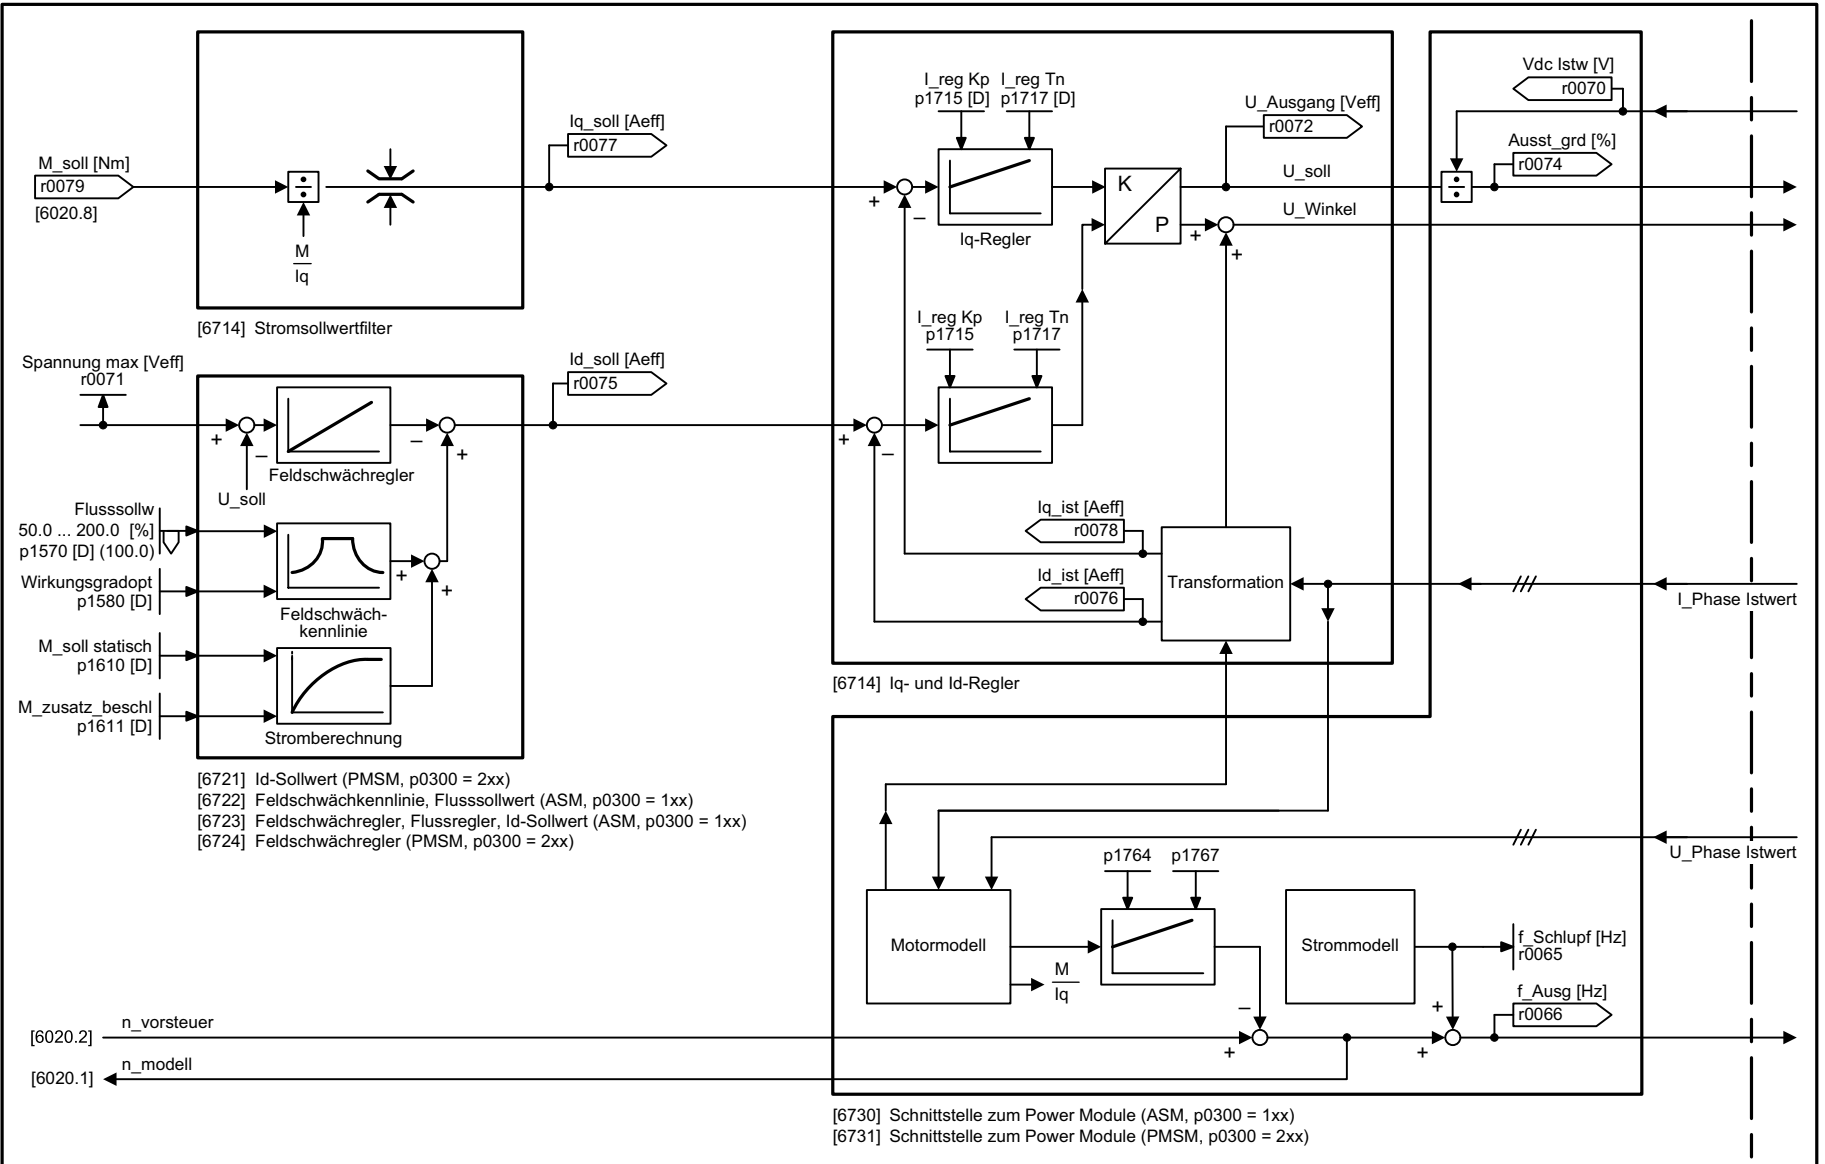 M_soll [Nm]
r0079
[6020.8]
÷
M
Iq
[6714] Stromsollwertfilter
Iq_soll [Aeff]
r0077
Spannung max [Veff]
r0071
+
–
U_soll
Feldschwächregler
–
+
Id_soll [Aeff]
r0075
Flusssollw
50.0 ... 200.0 [%]
p1570 [D] (100.0)
Wirkungsgradopt
p1580 [D]
Feldschwäch-
kennlinie
+
+
M_soll statisch
p1610 [D]
M_zusatz_beschl
p1611 [D]
Stromberechnung
[6721] Id-Sollwert (PMSM, p0300 = 2xx)
[6722] Feldschwächkennlinie, Flusssollwert (ASM, p0300 = 1xx)
[6723] Feldschwächregler, Flussregler, Id-Sollwert (ASM, p0300 = 1xx)
[6724] Feldschwächregler (PMSM, p0300 = 2xx)
I_reg Kp
p1715 [D]
I_reg Tn
p1717 [D]
+
–
Iq-Regler
K
P
U_Ausgang [Veff]
r0072
U_soll
U_Winkel
+
+
I_reg Kp
p1715
I_reg Tn
p1717
+
–
Iq_ist [Aeff]
r0078
Id_ist [Aeff]
r0076
Transformation
[6714] Iq- und Id-Regler
Vdc Istw [V]
r0070
Ausst_grd [%]
r0074
÷
I_Phase Istwert
U_Phase Istwert
p1764
p1767
Motormodell
M
Iq
Strommodell
f_Schlupf [Hz]
r0065
f_Ausg [Hz]
r0066
–
+
+
+
[6020.2]
n_vorsteuer
[6020.1]
n_modell
[6730] Schnittstelle zum Power Module (ASM, p0300 = 1xx)
[6731] Schnittstelle zum Power Module (PMSM, p0300 = 2xx)